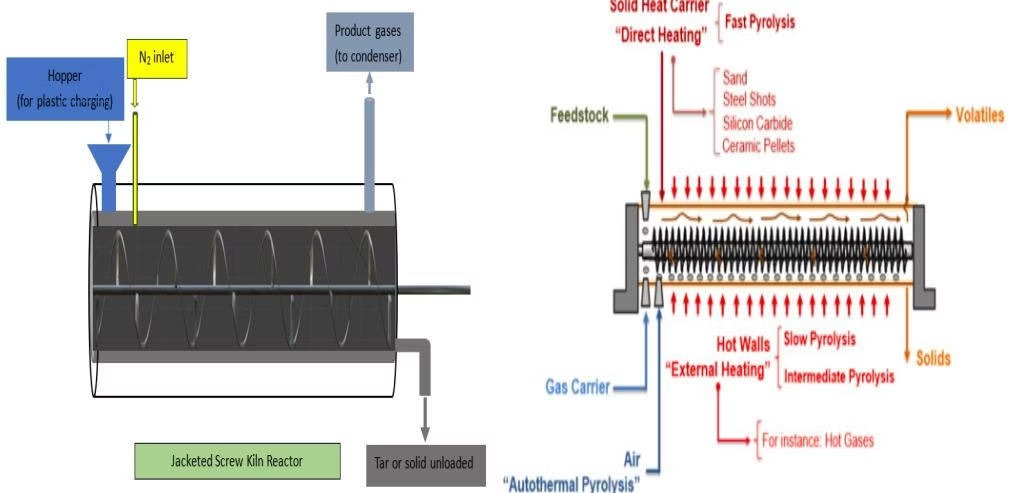 Hopper
(for plastic charging)
N₂ inlet
Product gases
(to condenser)
Jacketed Screw Kiln Reactor
Tar or solid unloaded
Solid Heat Carrier
“Direct Heating”
Fast Pyrolysis
Sand
Steel Shots
Silicon Carbide
Ceramic Pellets
Feedstock
Volatiles
Hot Walls
“External Heating”
Slow Pyrolysis
Intermediate Pyrolysis
Solids
Gas Carrier
For instance: Hot Gases
Air
“Autothermal Pyrolysis”